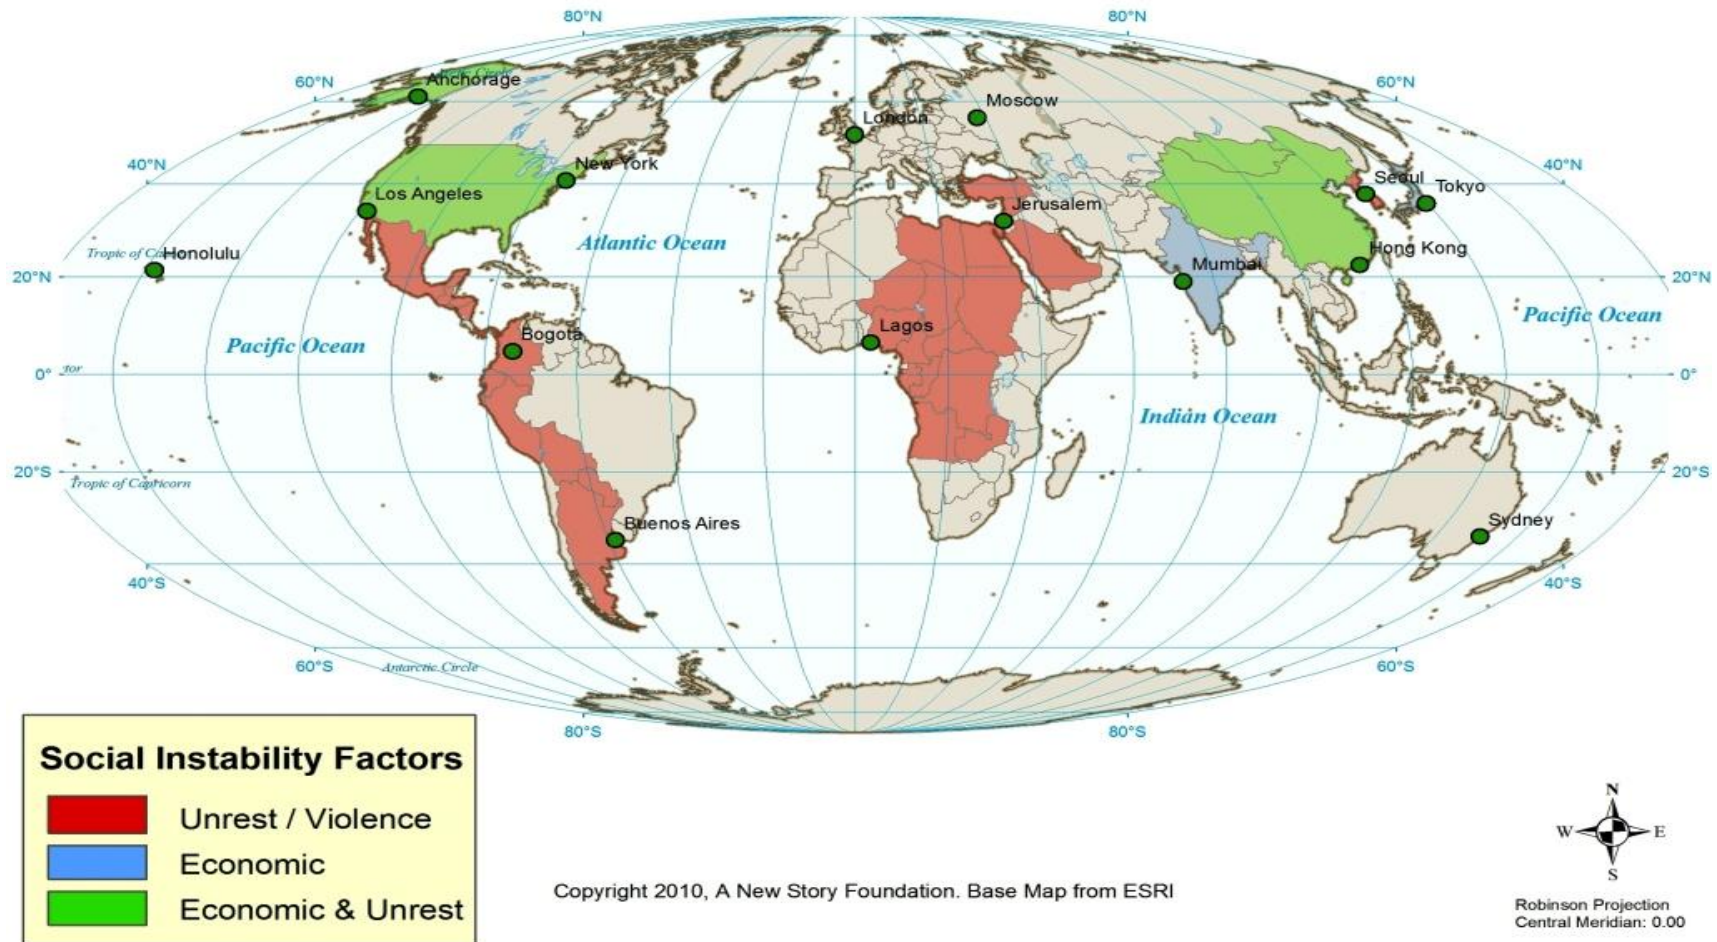 80°N
80°N
60°N
Anchorage
60°N
Moscow
London
40°N
New York
40°N
Los Angeles
Seoul
Tokyo
Jerusalem
Atlantic Ocean
Honolulu
Hong Kong
Mumbai
20°N
20°N
Pacific Ocean
Lagos
Bogota
Pacific Ocean
0°
0°
Indian Ocean
20°S
20°S
Tropic of Capricorn
Buenos Aires
Sydney
40°S
40°S
60°S
Antarctic Circle
60°S
80°S
80°S
Social Instability Factors
Unrest / Violence
Economic
Economic & Unrest
Copyright 2010, A New Story Foundation. Base Map from ESRI
N
W E
S
Robinson Projection
Central Meridian: 0.00